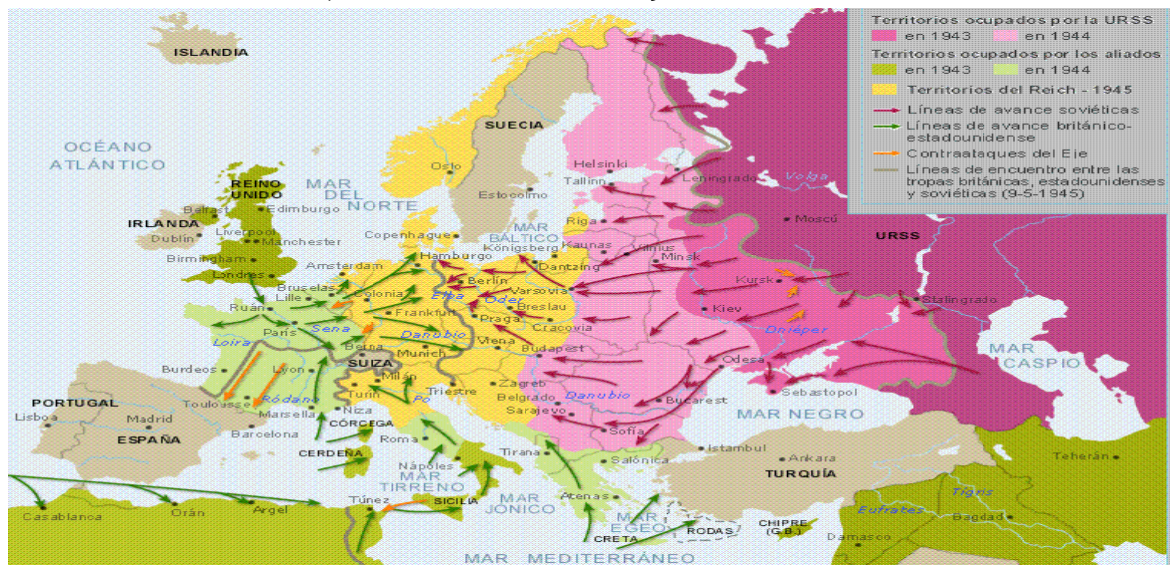 Territorios ocupados por la URSS
en 1943
en 1944
Territorios ocupados por los aliados
en 1943
en 1944
Territorios del Reich - 1945
Líneas de avance soviéticas
Líneas de avance británico-
estadounidense
Contraataques del Eje
Líneas de encuentro entre las
tropas británicas, estadounidenses
y soviéticas (9-5-1945)
ISLANDIA
SUECIA
OCÉANO
ATLÁNTICO
Oslo
Helsinki
Tallinn
Leningrado
Volga
Estocolmo
REINO
UNIDO
MAR
DEL
NORTE
Belfast
Edimburgo
IRLANDA
Dublín
Liverpool
Manchester
Birmingham
Londres
Copenhague
MAR
BÁLTICO
Riga
Moscú
URSS
Königsberg
Kaunas
Vilnius
Minsk
Hamburgo
Dantzing
Amsterdam
Berlín
Varsovia
Kursk
Stalingrado
Bruselas
Lille
Colonia
Elba
Oder
Breslau
Kiev
Ruán
París
Sena
Frankfurt
Praga
Cracovia
Dniéper
Loira
Danubio
Viena
Berna
Munich
Budapest
Odesa
MAR
CASPIO
SUIZA
Burdeos
Lyon
Milán
Turín
Po
Triestre
Zagreb
Belgrado
Danubio
Bucarest
Sebastopol
Toulousse
Ródano
Marsella
Niza
Sarajevo
MAR NEGRO
PORTUGAL
Lisboa
Madrid
ESPAÑA
Barcelona
CÓRCEGA
Roma
Sofía
CERDEÑA
Tirana
Salónica
Istambul
Ankara
TURQUÍA
Teherán
Nápoles
MAR
TIRRENO
SICILIA
MAR
JÓNICO
Atenas
MAR
EGEO
RODAS
CHIPRE
(G.B.)
Tigris
Eufrates
Bagdad
Damasco
Casablanca
Orán
Argel
Túnez
CRETA
MAR MEDITERRÁNEO